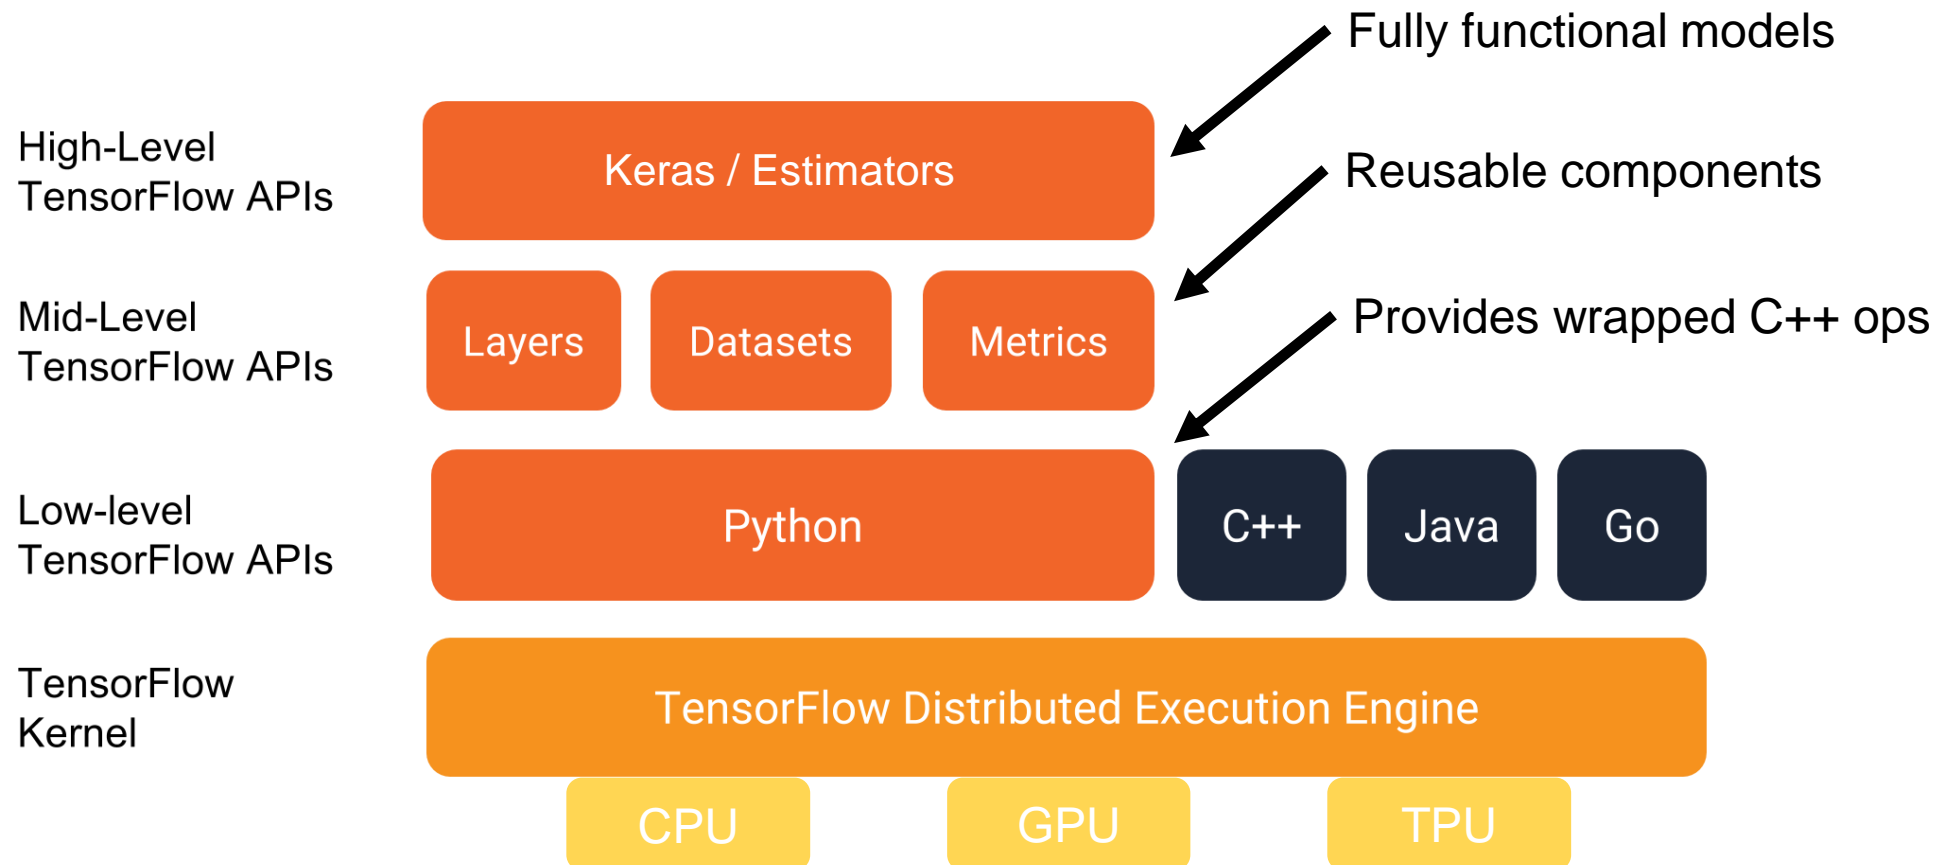 Fully functional models
High-Level
TensorFlow APIs
Keras / Estimators
Reusable components
Mid-Level
TensorFlow APIs
Layers
Datasets
Metrics
Provides wrapped C++ ops
Low-level
TensorFlow APIs
Python
C++
Java
Go
TensorFlow
Kernel
TensorFlow Distributed Execution Engine
CPU
GPU
TPU